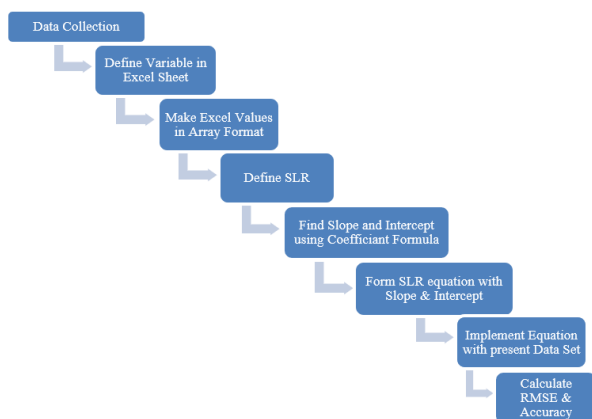 Data Collection
Define Variable in
Excel Sheet
Make Excel Values
in Array Format
Define SLR
Find Slope and Intercept
using Coefficiant Formula
Form SLR equation with
Slope & Intercept
Implement Equation
with present Data Set
Calculate
RMSE &
Accuracy